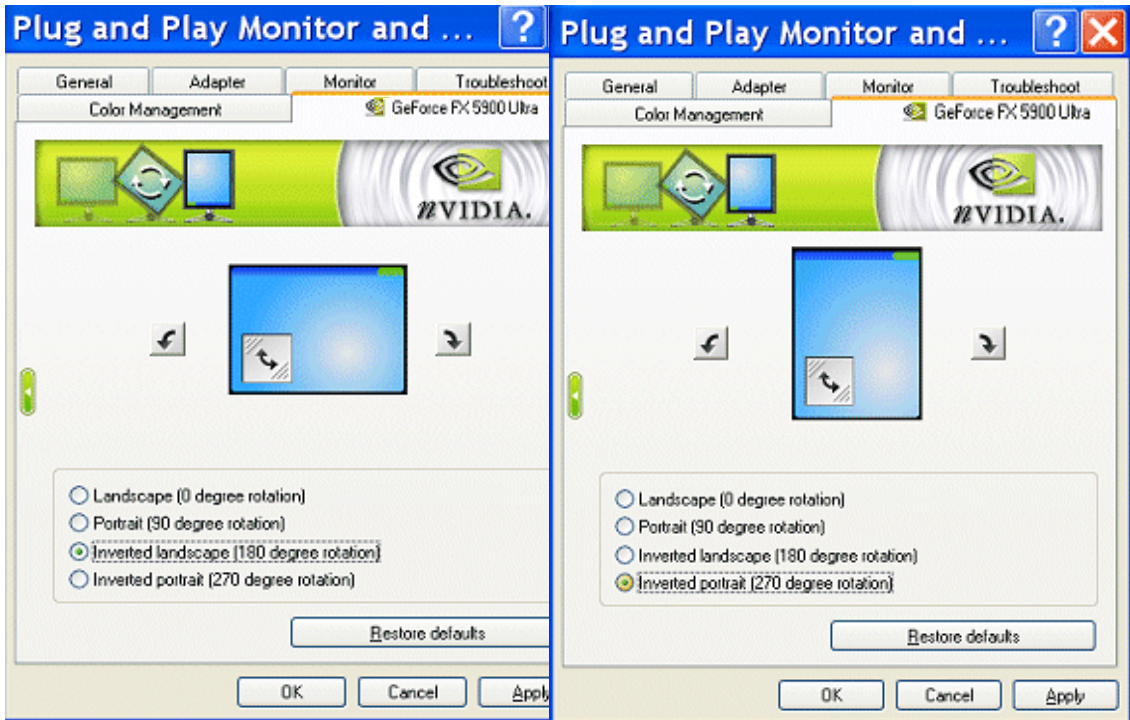 Plug and Play Monitor and ... ?
General Adapter Monitor Troubleshoot
Color Management GeForce FX 5900 Ultra
NVIDIA.
Landscape (0 degree rotation)
Portrait (90 degree rotation)
Inverted landscape (180 degree rotation)
Inverted portrait (270 degree rotation)
Restore defaults
OK Cancel Apply
Plug and Play Monitor and ... ?
General Adapter Monitor Troubleshoot
Color Management GeForce FX 5900 Ultra
NVIDIA.
Landscape (0 degree rotation)
Portrait (90 degree rotation)
Inverted landscape (180 degree rotation)
Inverted portrait (270 degree rotation)
Restore defaults
OK Cancel Apply